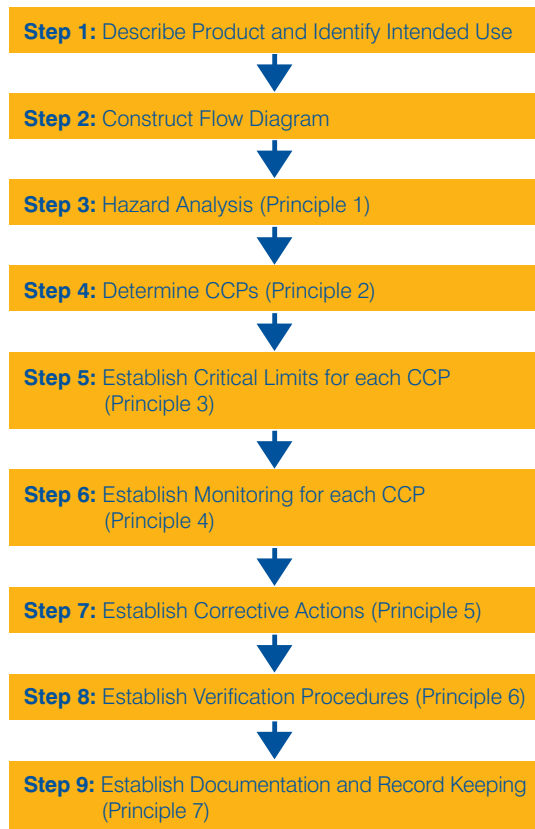 Step 1: Describe Product and Identify Intended Use
Step 2: Construct Flow Diagram
Step 3: Hazard Analysis (Principle 1)
Step 4: Determine CCPs (Principle 2)
Step 5: Establish Critical Limits for each CCP
(Principle 3)
Step 6: Establish Monitoring for each CCP
(Principle 4)
Step 7: Establish Corrective Actions (Principle 5)
Step 8: Establish Verification Procedures (Principle 6)
Step 9: Establish Documentation and Record Keeping
(Principle 7)